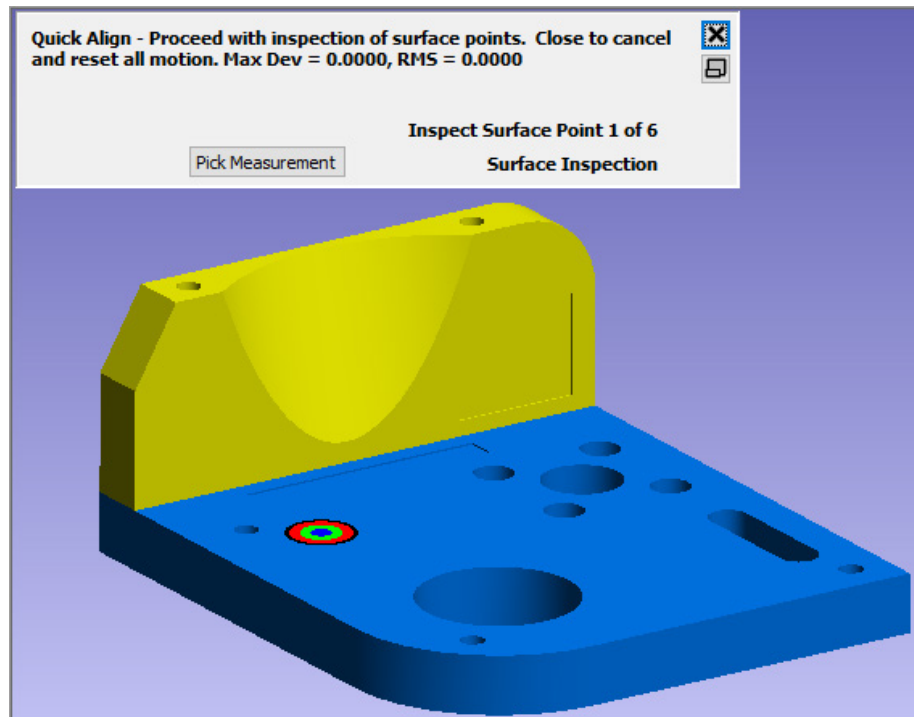 Quick Align - Proceed with inspection of surface points.  Close to cancel
and reset all motion. Max Dev = 0.0000, RMS = 0.0000
Inspect Surface Point 1 of 6
Pick Measurement
Surface Inspection